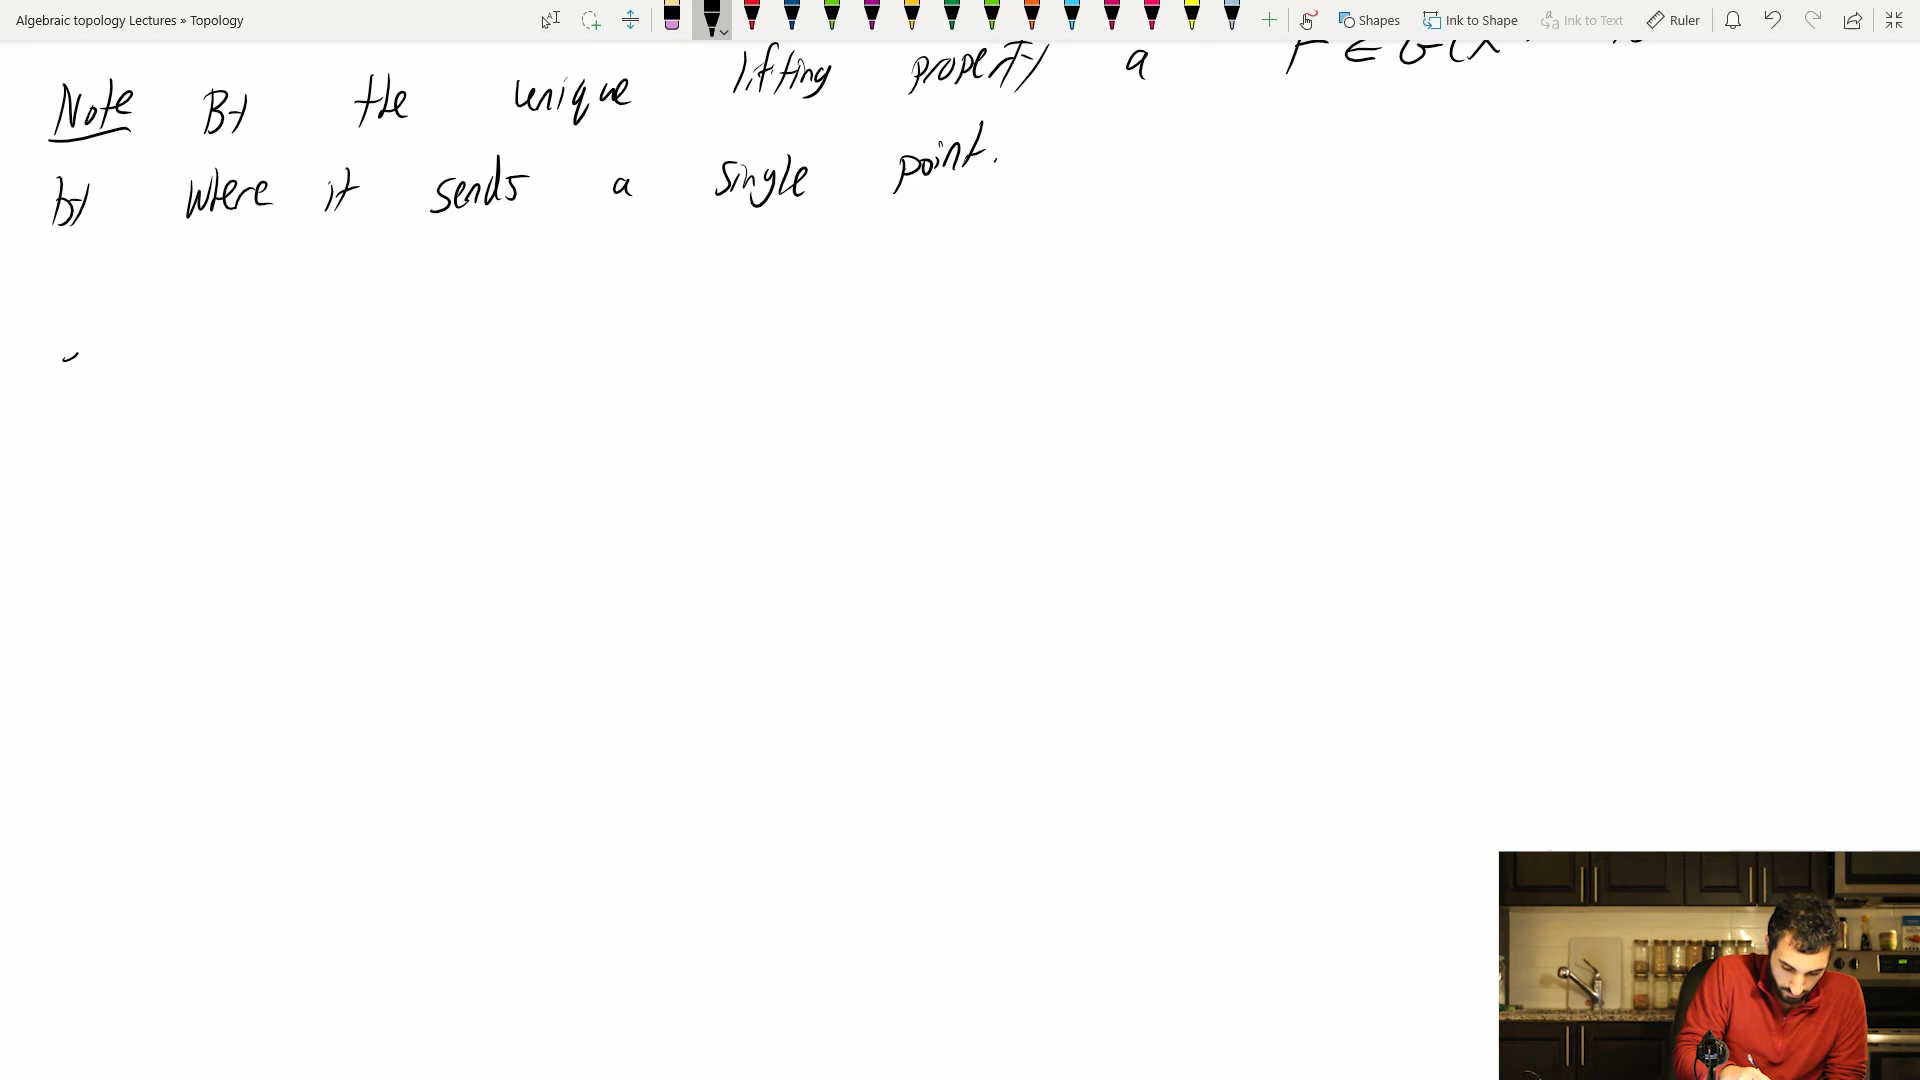 Algebraic topology Lectures » Topology
Shapes
Ink to Shape
Ink to Text
Ruler
Note By the unique lifting property a F ∈ G(X
by where it sends a single point.